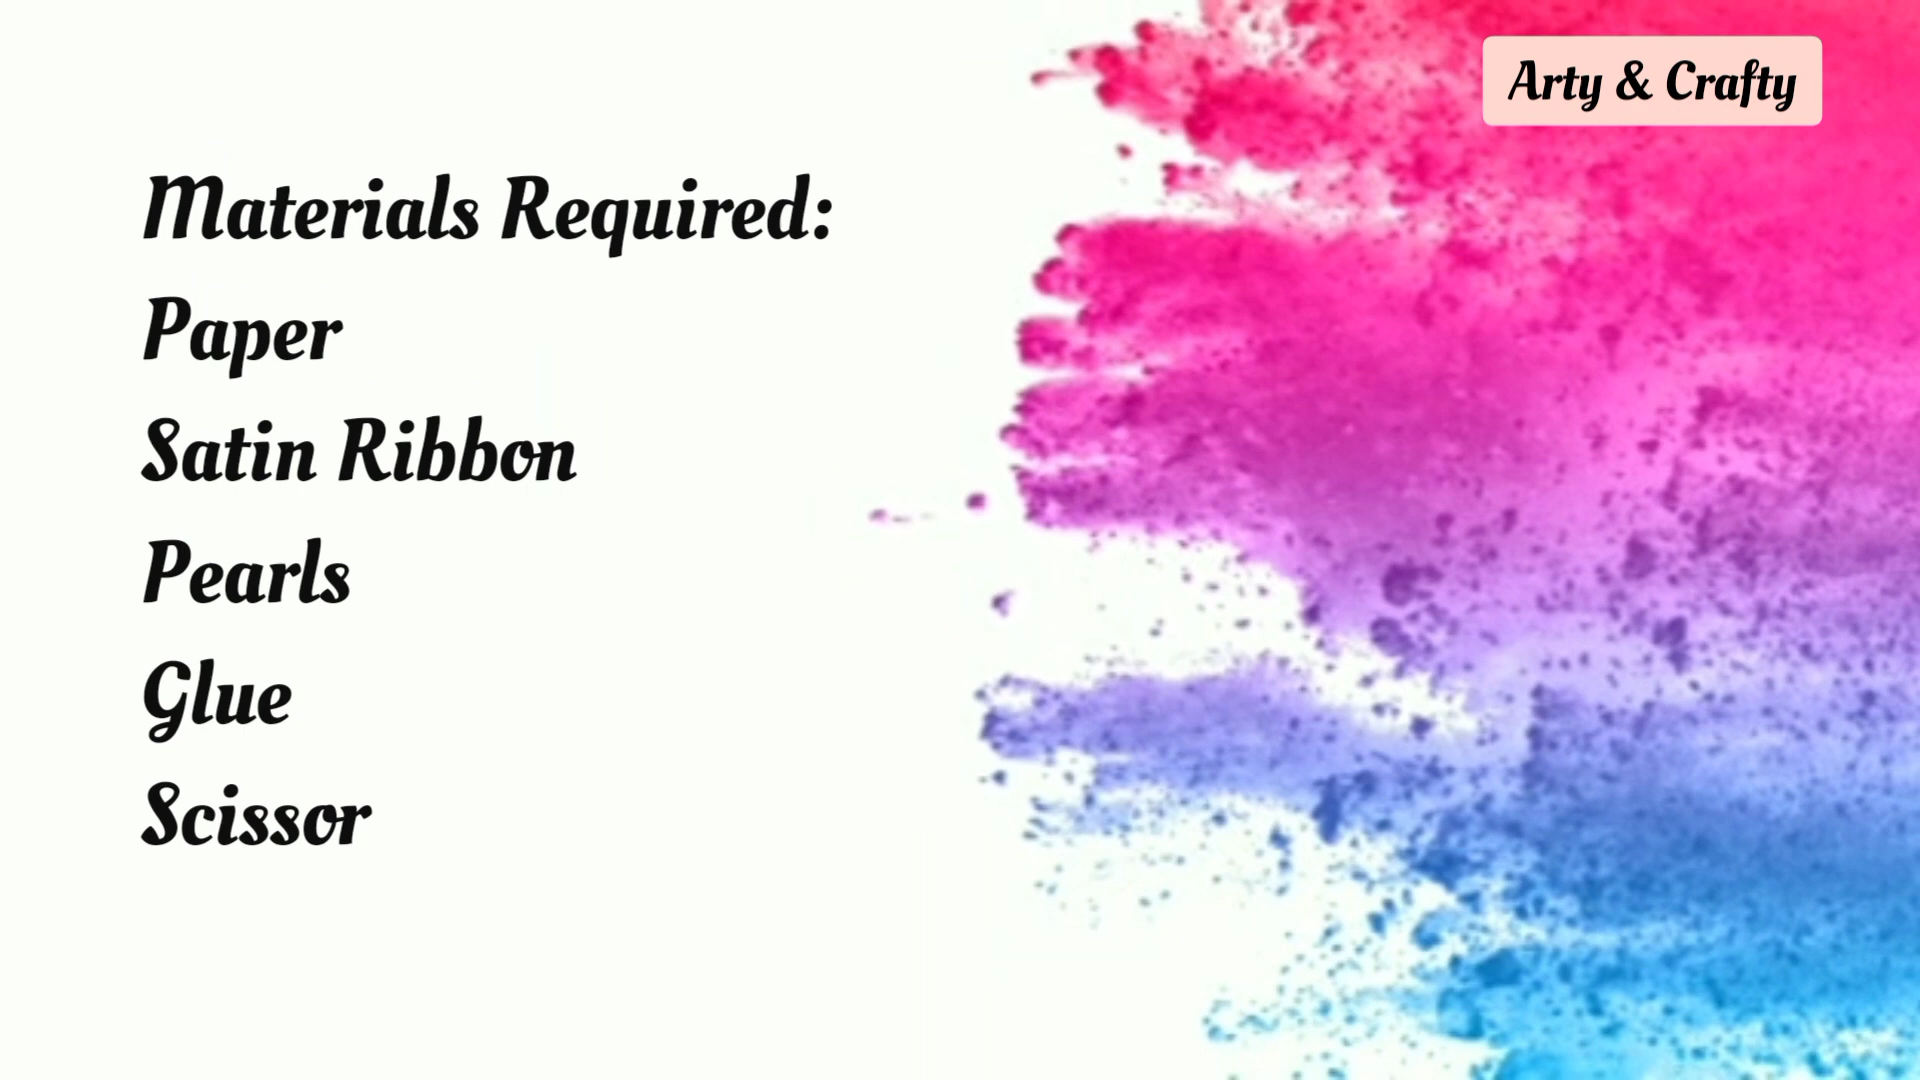 Arty & Crafty
Materials Required:
Paper
Satin Ribbon
Pearls
Glue
Scissor